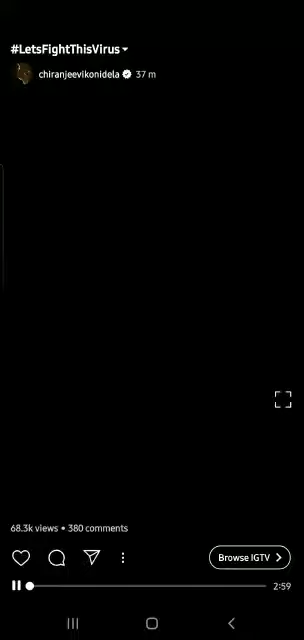 #LetsFightThisVirus
chiranjeevikonidela 37 m
68.3k views • 380 comments
Browse IGTV
2:59